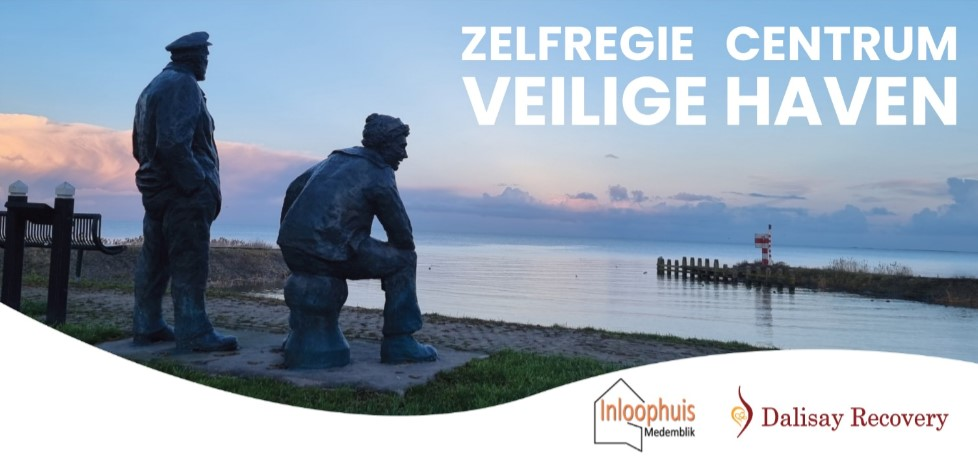 ZELFREGIE CENTRUM
VEILIGE HAVEN
Inloophuis
Medemblik
Dalisay Recovery